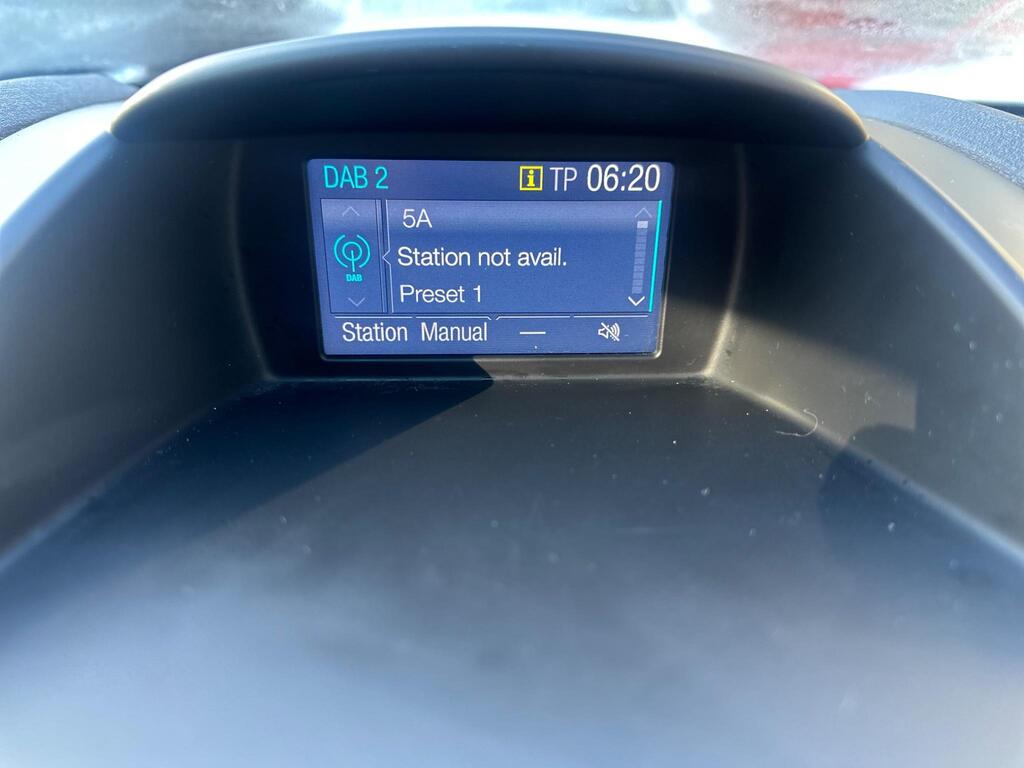 DAB 2 i TP 06:20
5A
DAB
Station not avail.
Preset 1
Station Manual —